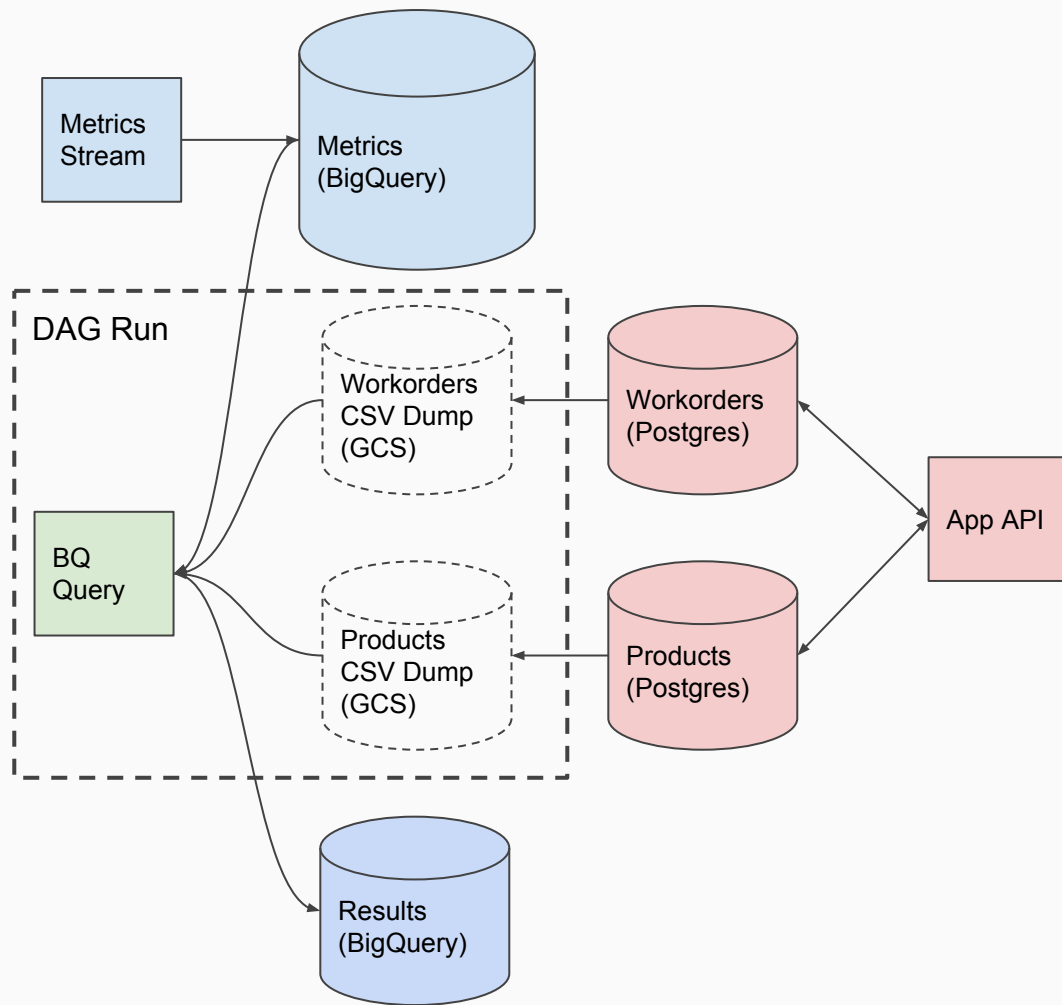 Metrics
Stream
Metrics
(BigQuery)
DAG Run
Workorders
CSV Dump
(GCS)
Workorders
(Postgres)
App API
BQ
Query
Products
CSV Dump
(GCS)
Products
(Postgres)
Results
(BigQuery)